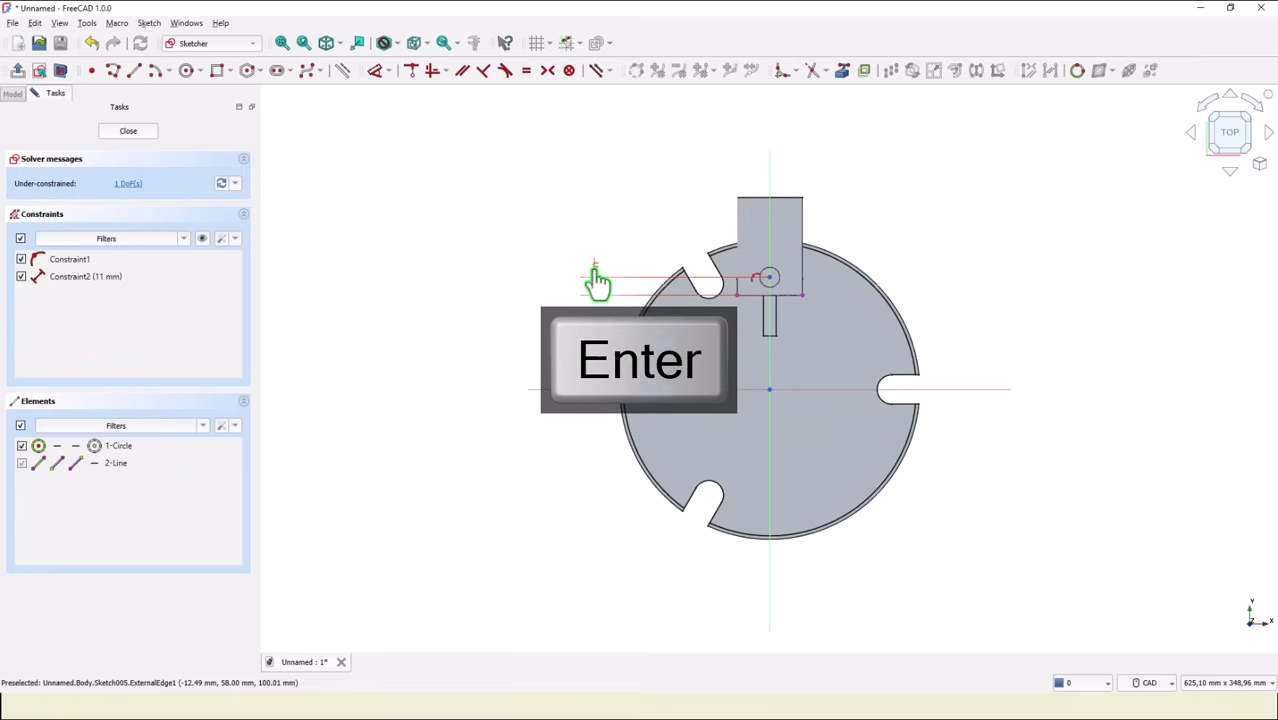 * Unnamed - FreeCAD 1.0.0
File Edit View Tools Macro Sketch Windows Help
Sketcher
Model Tasks
Tasks
Close
Solver messages
Under-constrained: 1 DoF(s)
Constraints
Filters
Constraint1
Constraint2 (11 mm)
Elements
Filters
1-Circle
2-Line
TOP
Enter
Y
Z X
Unnamed : 1*
Preselected: Unnamed.Body.Sketch005.ExternalEdge1 (-12.49 mm, 58.00 mm, 100.01 mm)
0 CAD 625,10 mm x 348,96 mm